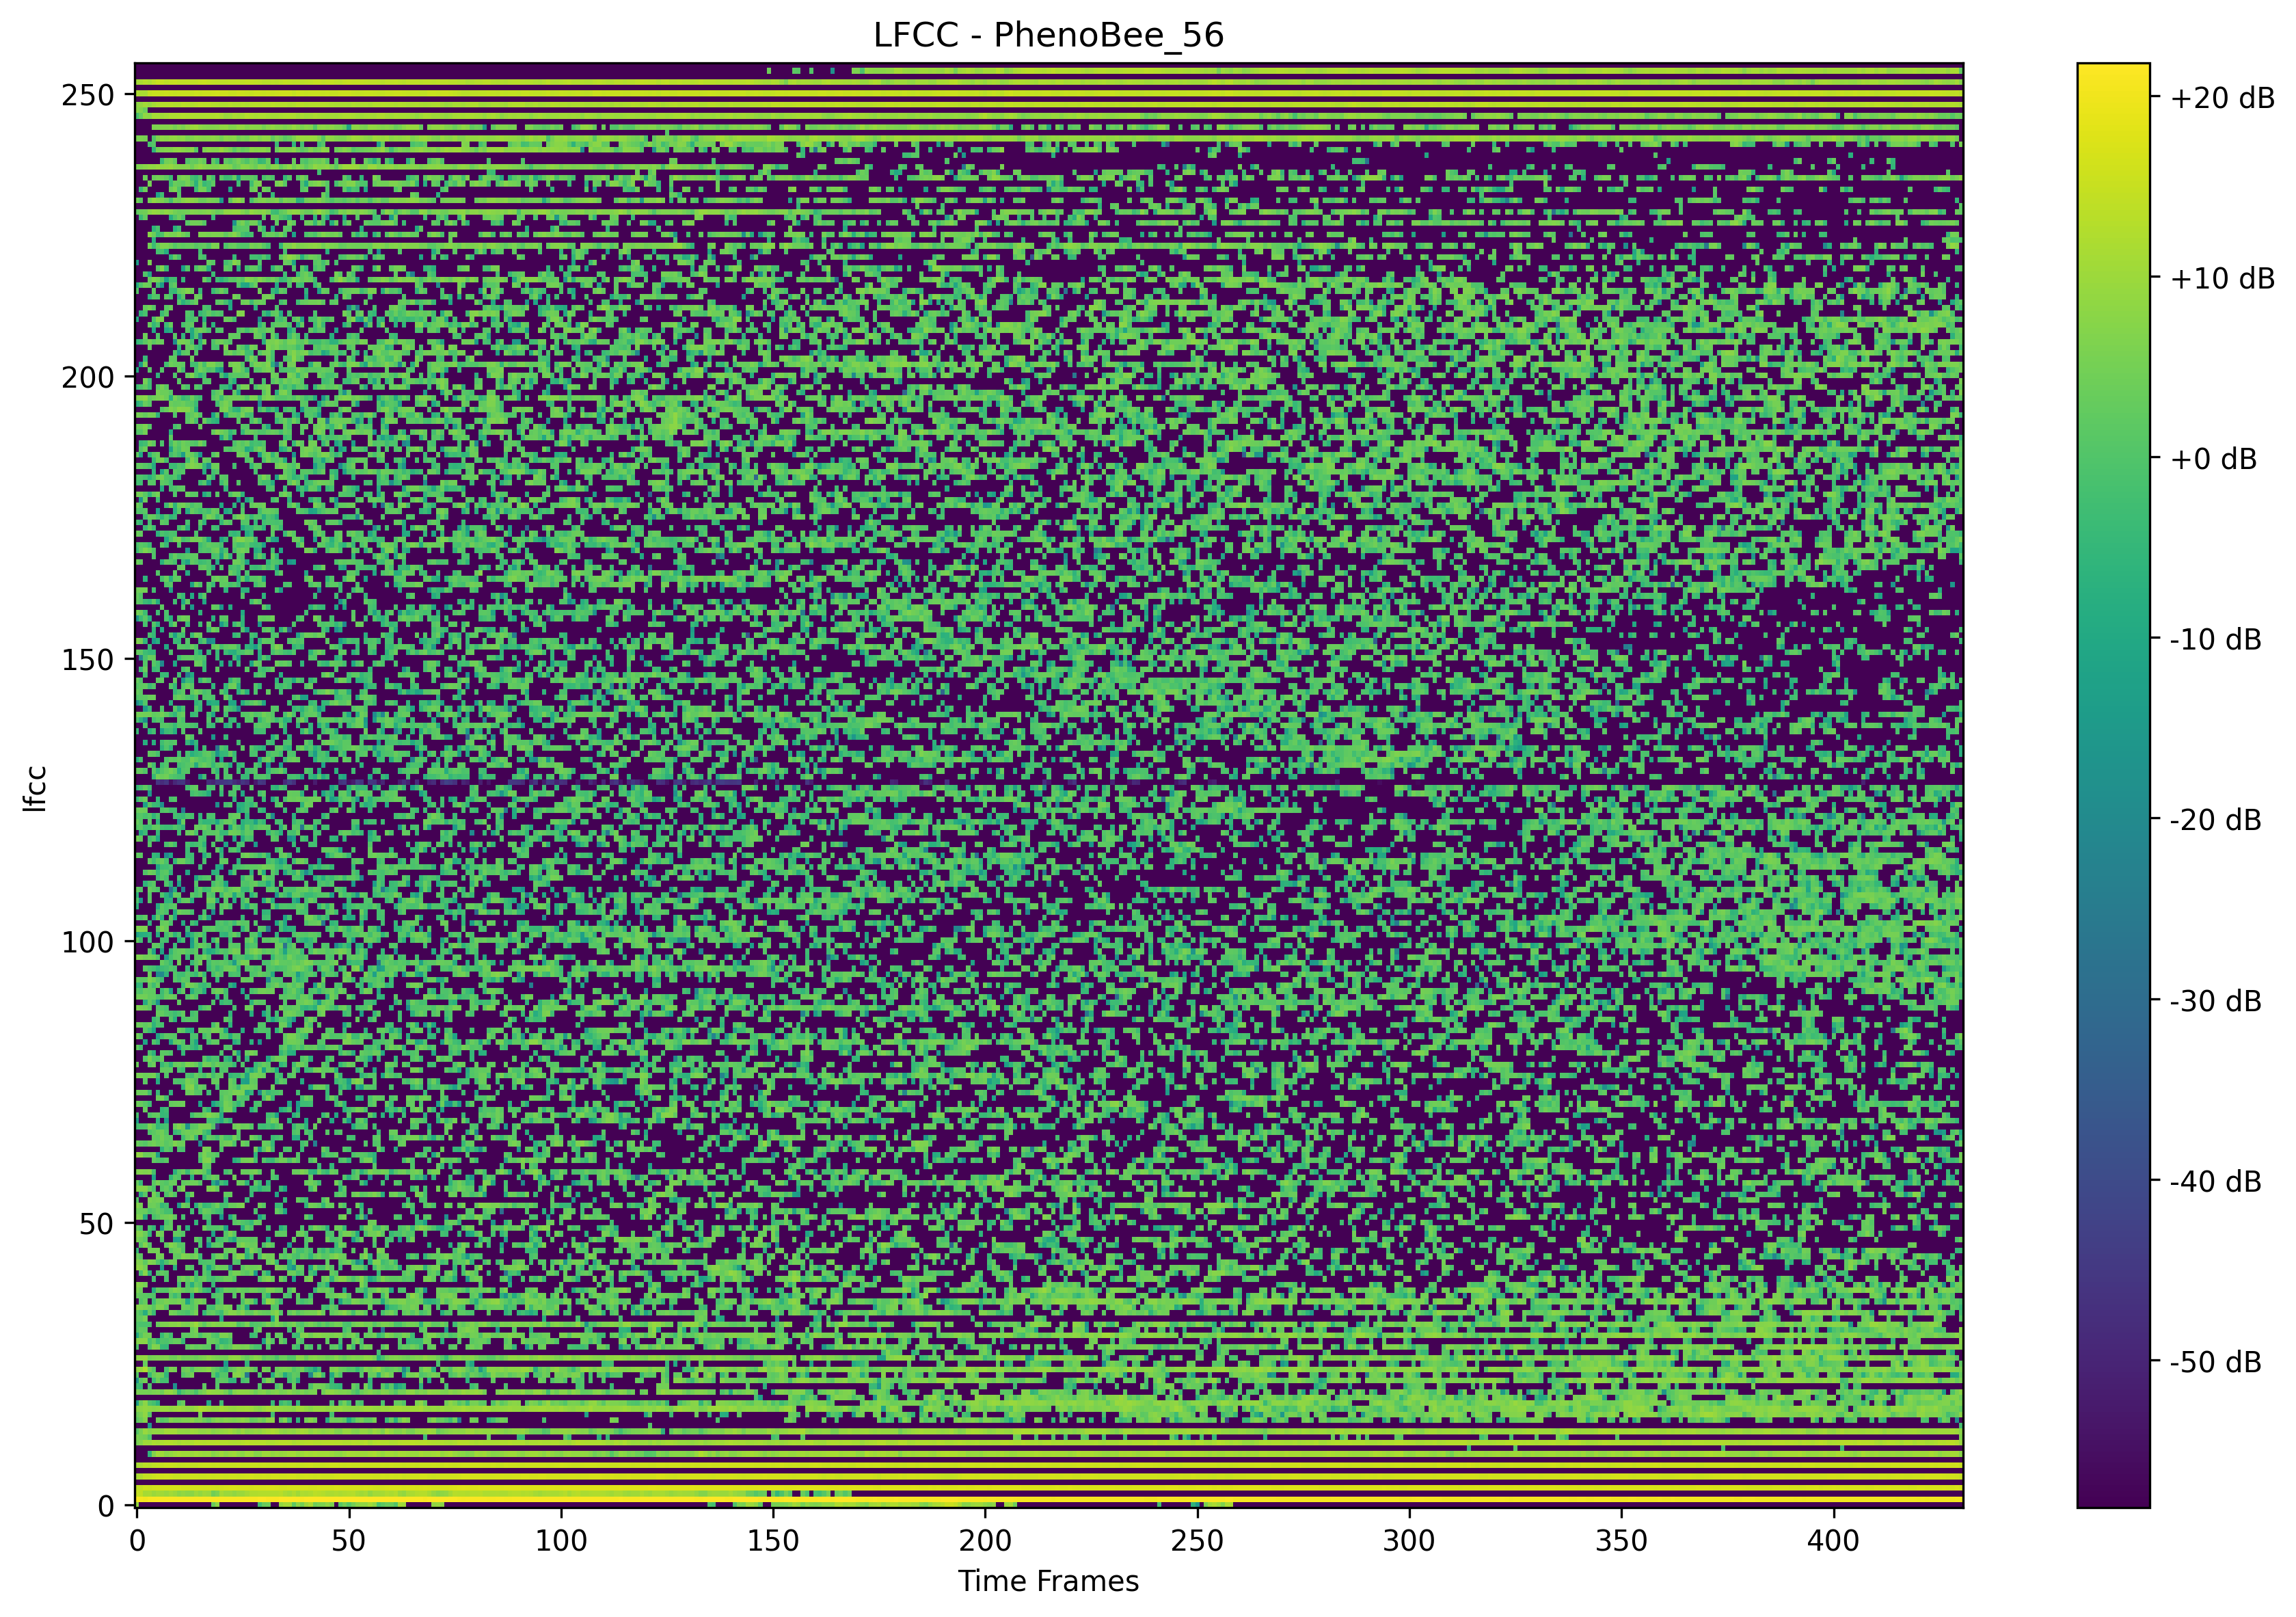 LFCC - PhenoBee_56
250
200
150
100
50
0
lfcc
0 50 100 150 200 250 300 350 400
Time Frames
+20 dB
+10 dB
+0 dB
-10 dB
-20 dB
-30 dB
-40 dB
-50 dB